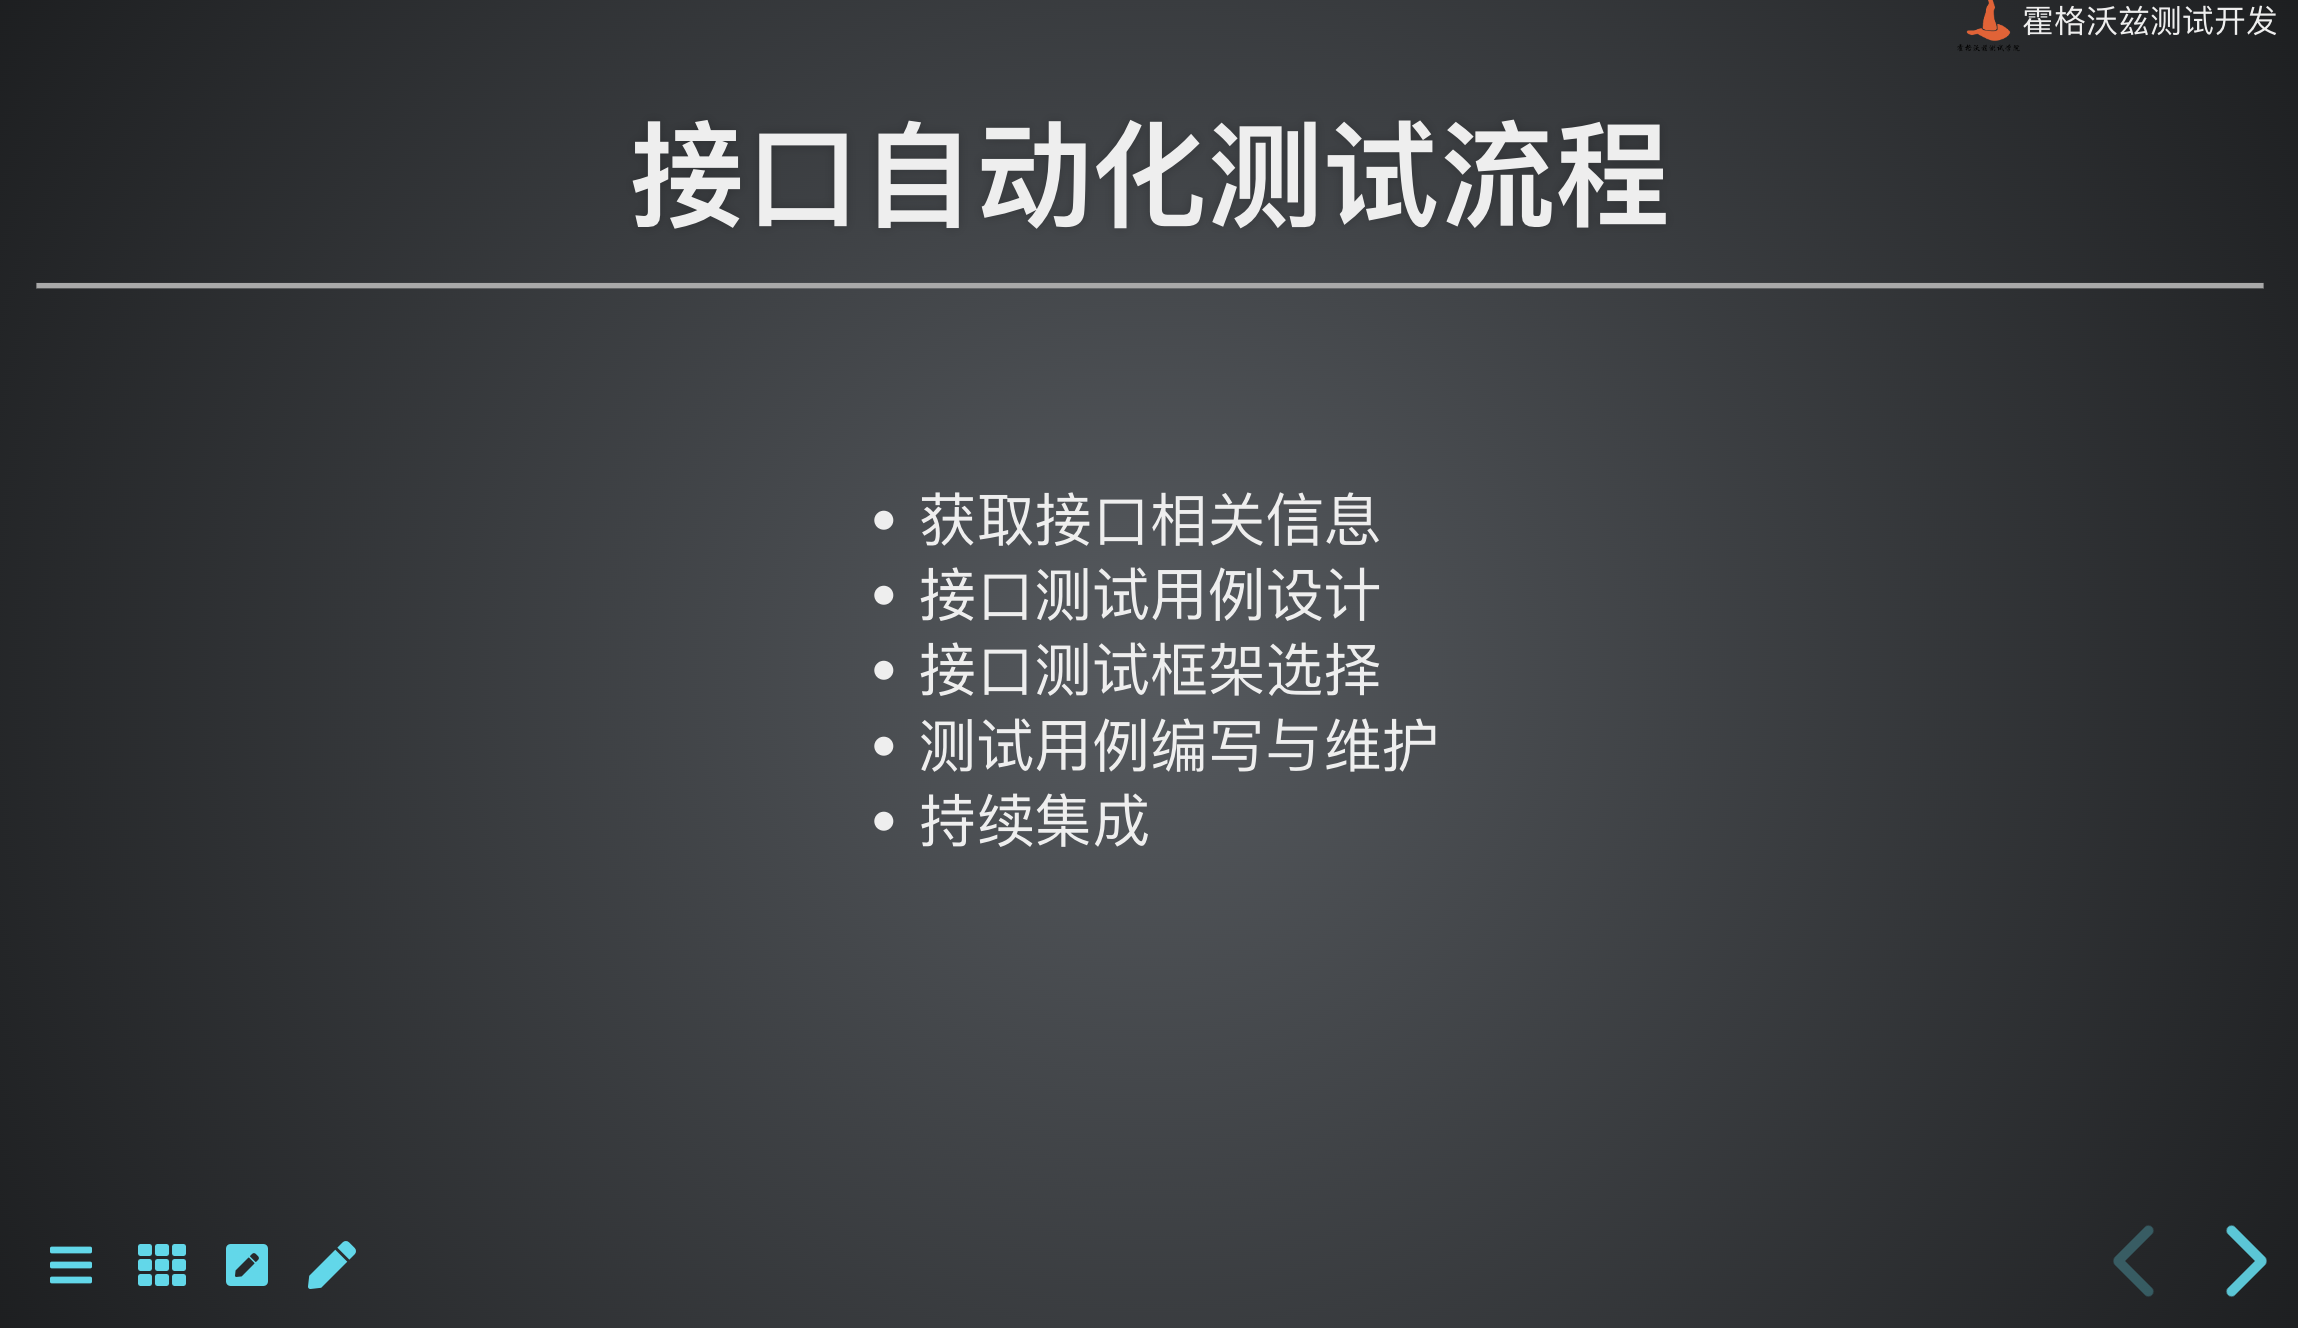 霍格沃兹测试开发
接口自动化测试流程
获取接口相关信息
接口测试用例设计
接口测试框架选择
测试用例编写与维护
持续集成